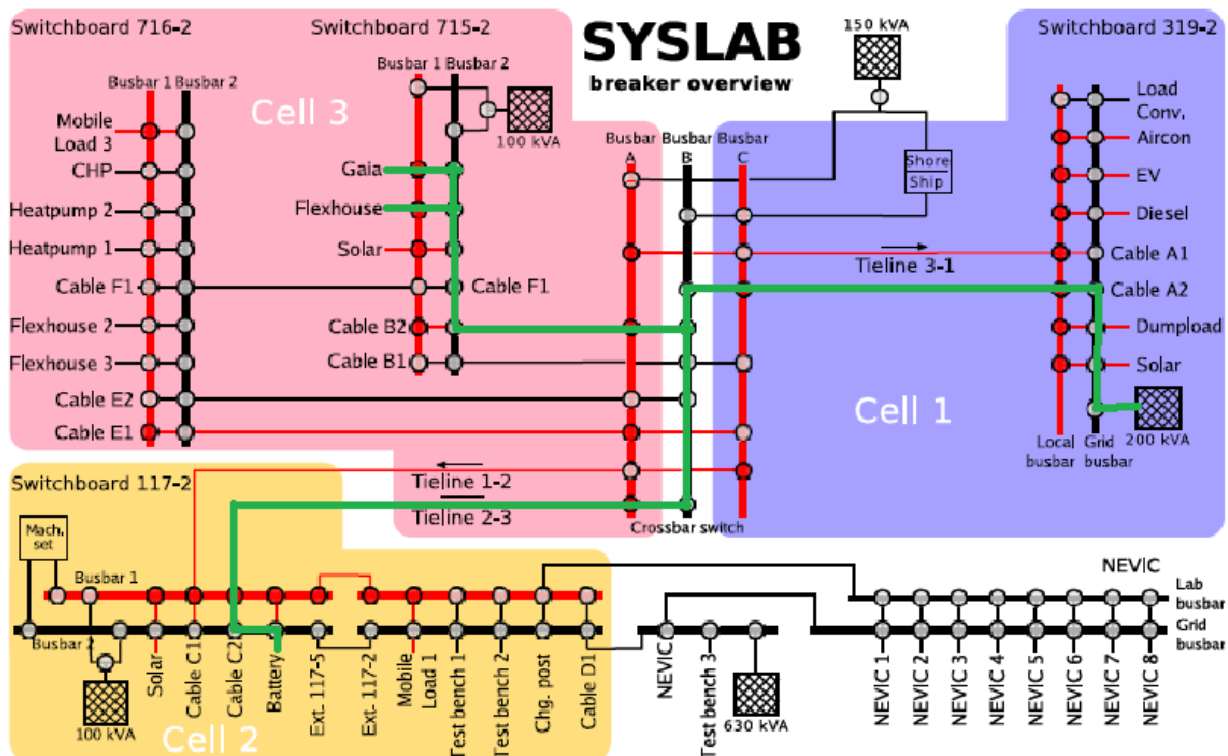 Switchboard 716-2
Switchboard 715-2
SYSLAB
breaker overview
150 kVA
Switchboard 319-2
Busbar 1 Busbar 2
Busbar 1 Busbar 2
Cell 3
Mobile
Load 3
CHP
Heatpump 2
Heatpump 1
Cable F1
Flexhouse 2
Flexhouse 3
Cable E2
Cable E1
100 kVA
Gaia
Flexhouse
Solar
Cable F1
Cable B2
Cable B1
Busbar Busbar Busbar
A B C
Shore
Ship
Tieline 3-1
Load
Conv.
Aircon
EV
Diesel
Cable A1
Cable A2
Dumpload
Solar
Cell 1
Local
busbar
Grid
busbar
200 kVA
Tieline 1-2
Tieline 2-3
Crossbar switch
Switchboard 117-2
Mach.
set
Busbar 1
Busbar 2
100 kVA
Solar
Cable C1
Cable C2
Battery
Ext. 117-5
Ext. 117-2
Mobile
Load 1
Test bench 1
Test bench 2
Chg. post
Cable D1
Cell 2
NEVIC
Test bench 3
630 kVA
NEVIC
Lab
busbar
Grid
busbar
NEVIC 1
NEVIC 2
NEVIC 3
NEVIC 4
NEVIC 5
NEVIC 6
NEVIC 7
NEVIC 8